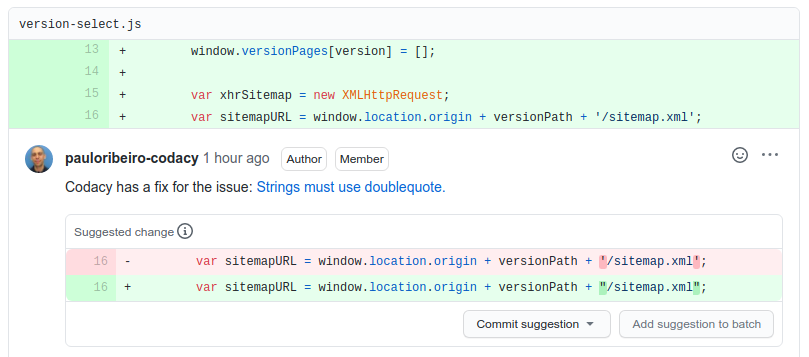 version-select.js
13 + window.versionPages[version] = [];
14 +
15 + var xhrSitemap = new XMLHttpRequest;
16 + var sitemapURL = window.location.origin + versionPath + '/sitemap.xml';
pauloribeiro-codacy 1 hour ago Author Member
Codacy has a fix for the issue: Strings must use doublequote.
Suggested change
16 - var sitemapURL = window.location.origin + versionPath + '/sitemap.xml';
16 + var sitemapURL = window.location.origin + versionPath + "/sitemap.xml";
Commit suggestion Add suggestion to batch